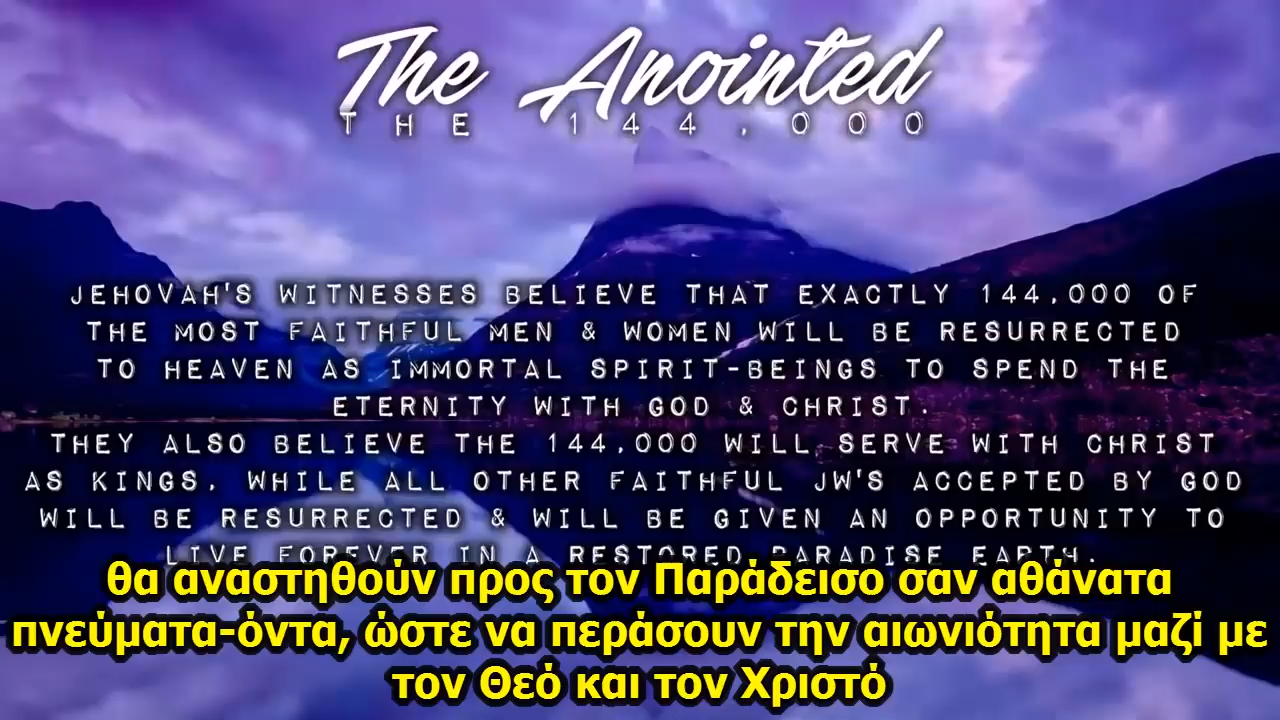 The Anointed
THE 144,000
JEHOVAH'S WITNESSES BELIEVE THAT EXACTLY 144,000 OF
THE MOST FAITHFUL MEN & WOMEN WILL BE RESURRECTED
TO HEAVEN AS IMMORTAL SPIRIT-BEINGS TO SPEND THE
ETERNITY WITH GOD & CHRIST.
THEY ALSO BELIEVE THE 144,000 WILL SERVE WITH CHRIST
AS KINGS, WHILE ALL OTHER FAITHFUL JW'S ACCEPTED BY GOD
WILL BE RESURRECTED & WILL BE GIVEN AN OPPORTUNITY TO
LIVE FOREVER IN A RESTORED PARADISE EARTH.
θα αναστηθούν προς τον Παράδεισο σαν αθάνατα
πνεύματα-όντα, ώστε να περάσουν την αιωνιότητα μαζί με
τον Θεό και τον Χριστό